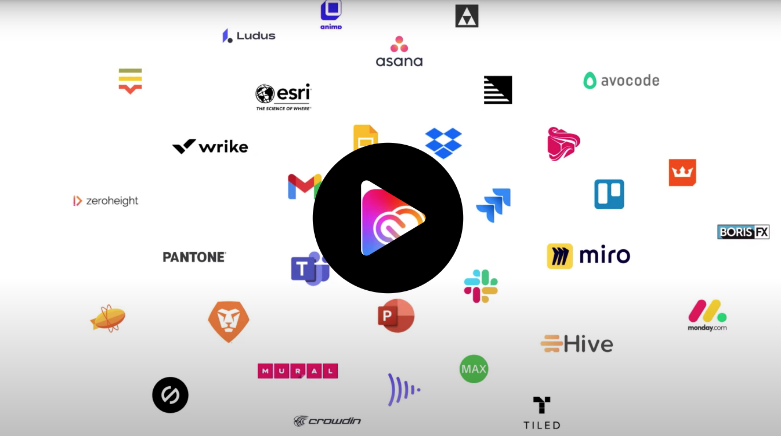 Ludus
animo
asana
esri
THE SCIENCE OF WHERE
avocode
wrike
zeroheight
BORIS FX
PANTONE
T
miro
P
monday.com
Hive
MURAL
MAX
crowdin
TILED